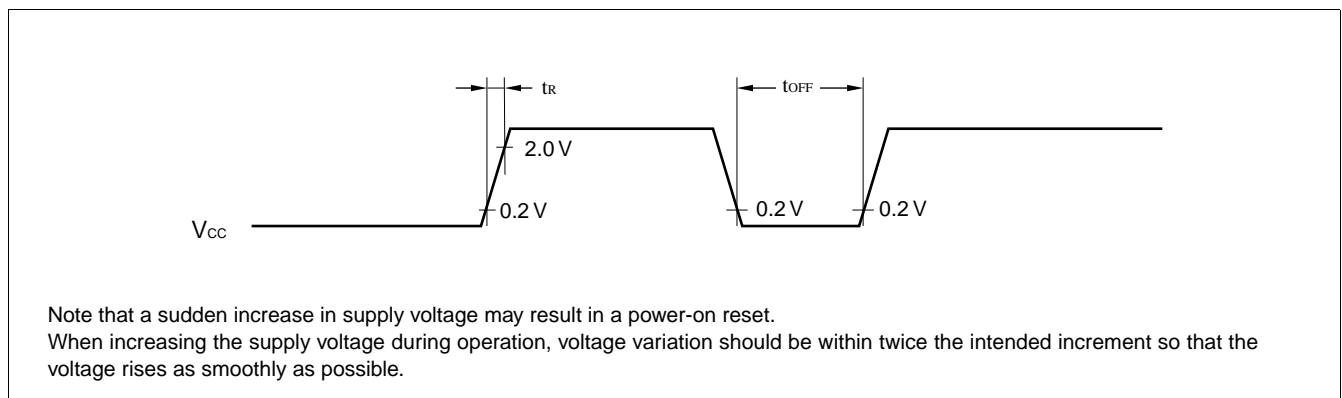 tR
tOFF
2.0 V
0.2 V
0.2 V
0.2 V
VCC
Note that a sudden increase in supply voltage may result in a power-on reset.
When increasing the supply voltage during operation, voltage variation should be within twice the intended increment so that the
voltage rises as smoothly as possible.